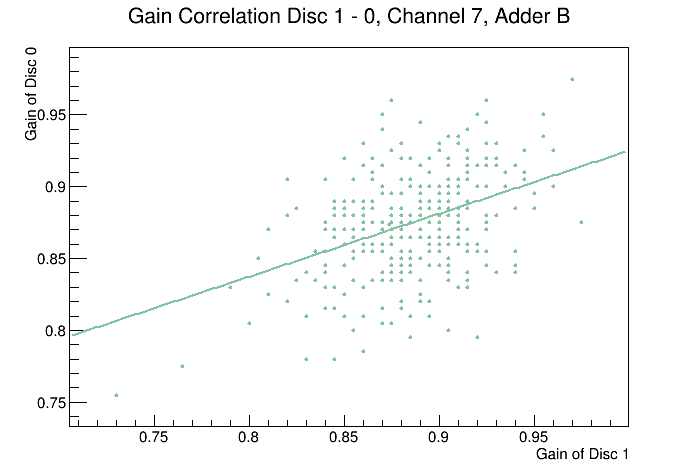 Gain Correlation Disc 1 - 0, Channel 7, Adder B
Gain of Disc 0
0.95
0.9
0.85
0.8
0.75
0.75 0.8 0.85 0.9 0.95
Gain of Disc 1